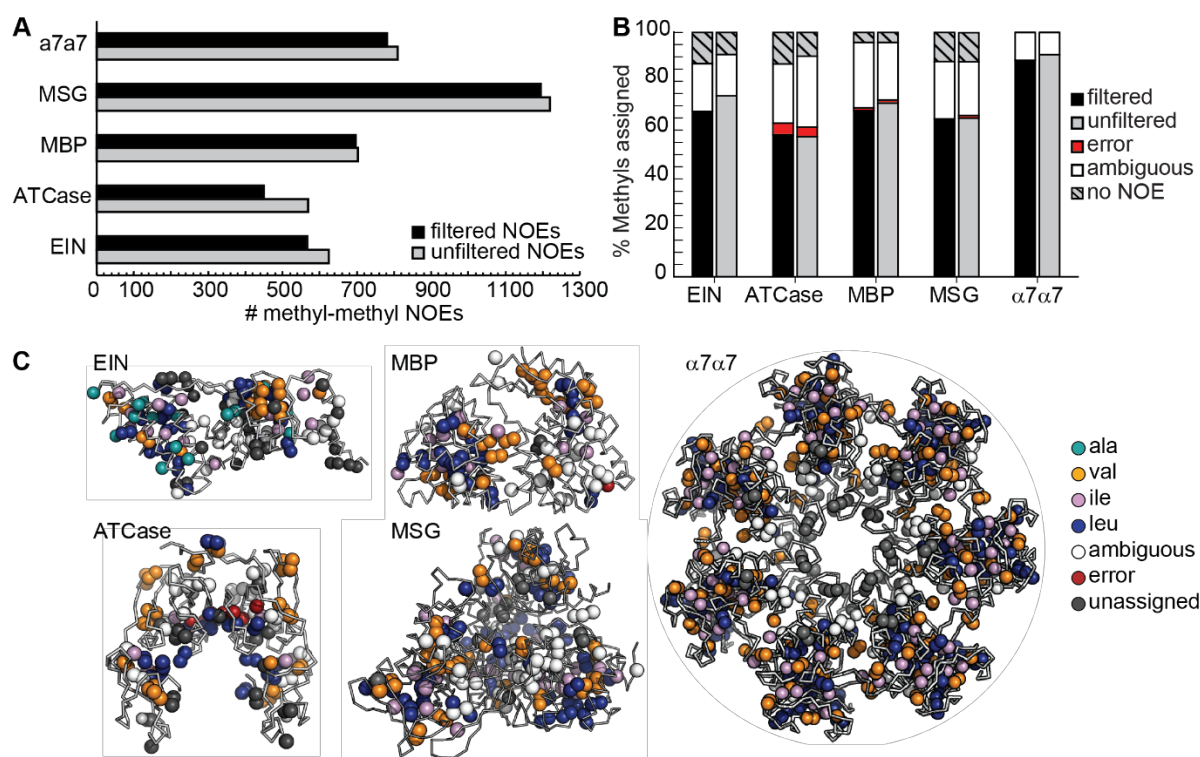 A
a7a7
MSG
MBP
ATCase
EIN
filtered NOEs
unfiltered NOEs
0 100 300 500 700 900 1100 1300
# methyl-methyl NOEs
B
100
80
60
40
20
0
% Methyls assigned
EIN ATCase MBP MSG α7α7
filtered
unfiltered
error
ambiguous
no NOE
C
EIN
MBP
α7α7
ATCase
MSG
ala
val
ile
leu
ambiguous
error
unassigned